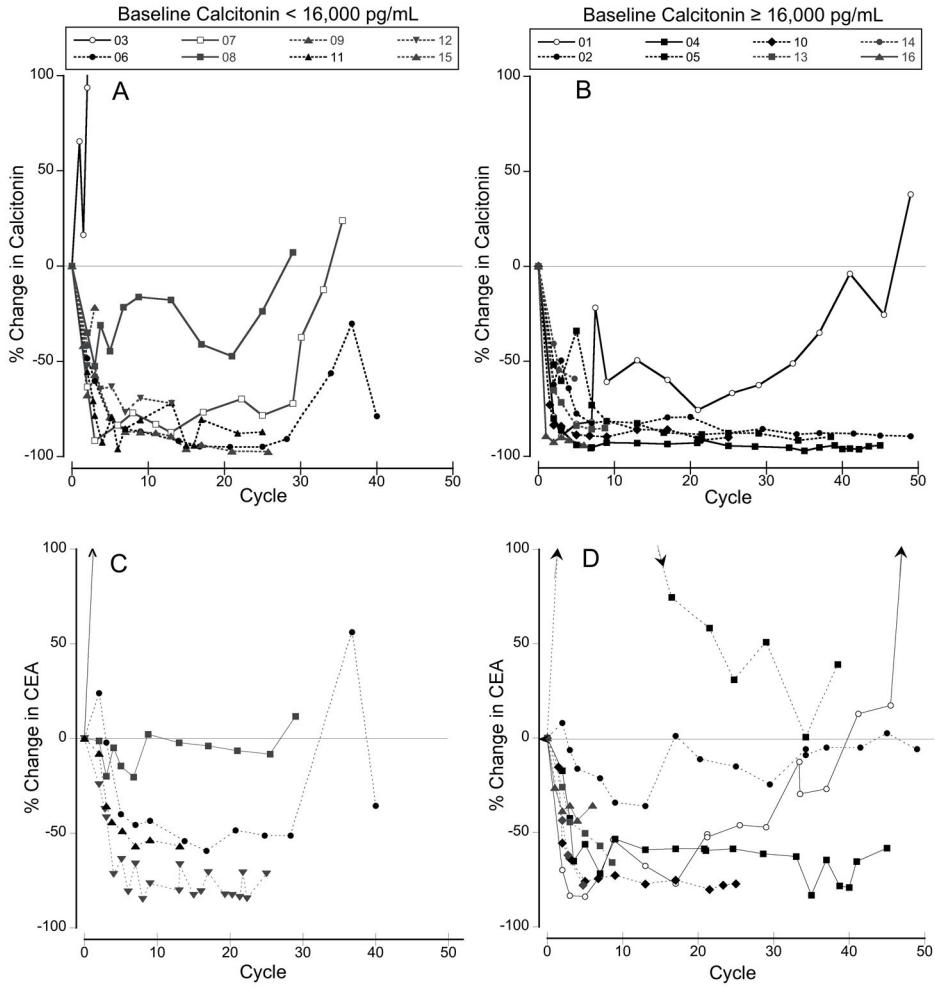 Baseline Calcitonin < 16,000 pg/mL
03 07 09 12
06 08 11 15
Baseline Calcitonin ≥ 16,000 pg/mL
01 04 10 14
02 05 13 16
A
% Change in Calcitonin
100
50
0
-50
-100
0 10 20 30 40 50
Cycle
B
% Change in Calcitonin
100
50
0
-50
-100
0 10 20 30 40 50
Cycle
C
% Change in CEA
100
50
0
-50
-100
0 10 20 30 40 50
Cycle
D
% Change in CEA
100
50
0
-50
-100
0 10 20 30 40 50
Cycle